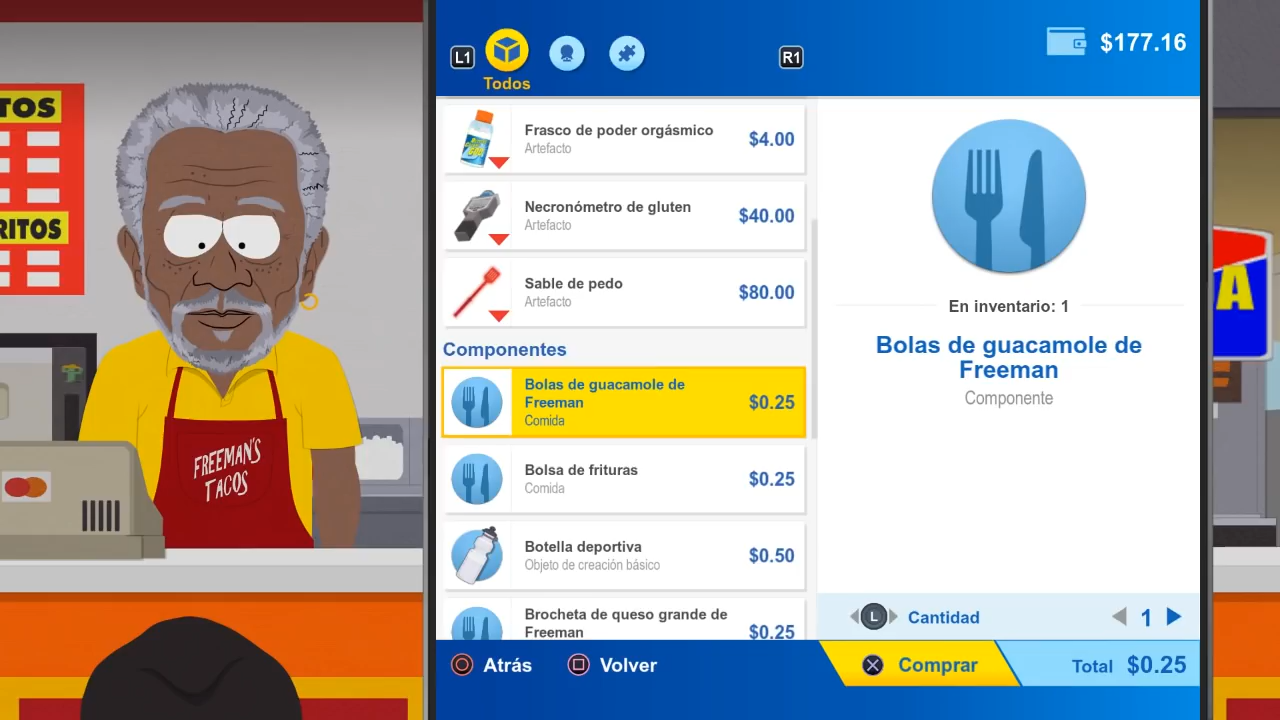 TOS
RITOS
FREEMAN'S
TACOS
L1
Todos
R1
$177.16
Frasco de poder orgásmico
Artefacto
$4.00
Necronómetro de gluten
Artefacto
$40.00
Sable de pedo
Artefacto
$80.00
Componentes
Bolas de guacamole de
Freeman
Comida
$0.25
Bolsa de frituras
Comida
$0.25
Botella deportiva
Objeto de creación básico
$0.50
Brocheta de queso grande de
Freeman
$0.25
En inventario: 1
Bolas de guacamole de
Freeman
Componente
L
Cantidad
1
Atrás
Volver
Comprar
Total $0.25
A